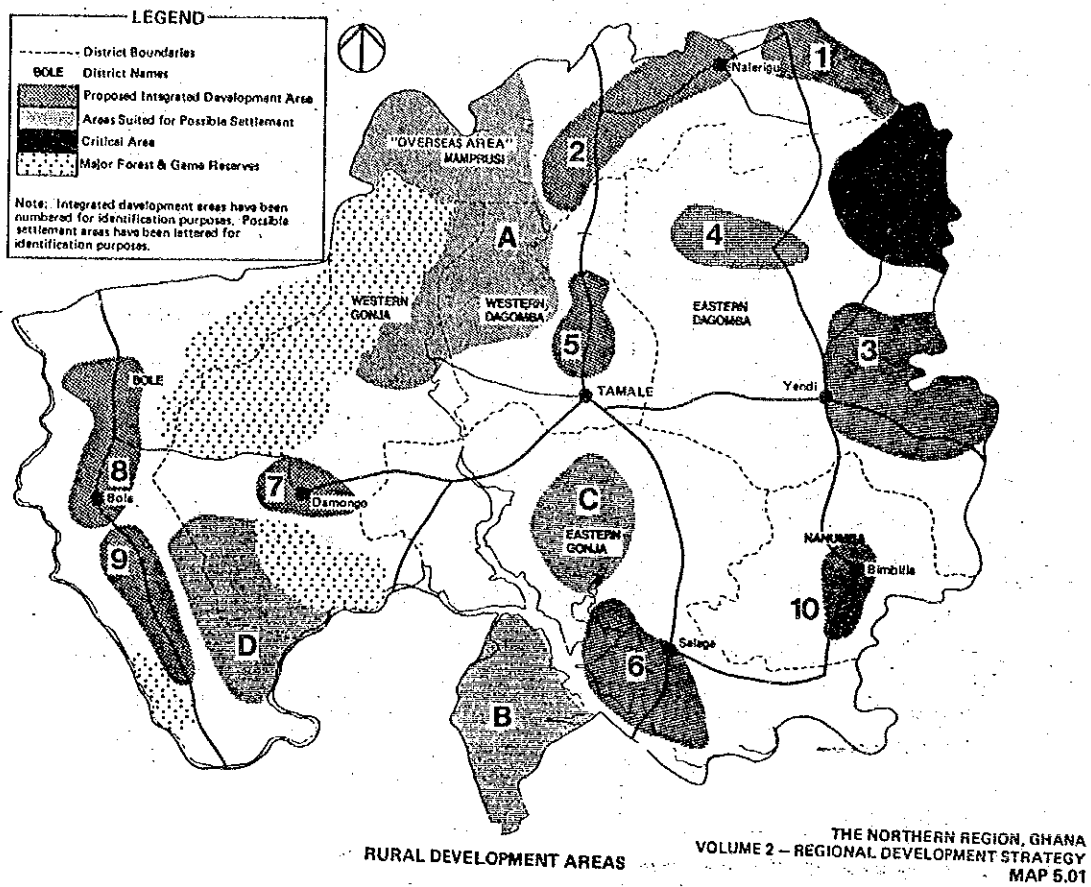 LEGEND
District Boundaries
BOLE District Names
Proposed Integrated Development Area
Areas Suited for Possible Settlement
Critical Area
Major Forest & Game Reserves
Note: Integrated development areas have been
numbered for identification purposes. Possible
settlement areas have been lettered for
identification purposes.
1
Nalerigu
"OVERSEAS AREA"
MAMPRUSI
2
A
4
WESTERN
GONJA
WESTERN
DAGOMBA
EASTERN
DAGOMBA
5
3
BOLE
TAMALE
Yendi
8
Bole
7
Damongo
C
EASTERN
GONJA
9
NANUMBA
Bimbilla
10
D
6
Salaga
B
RURAL DEVELOPMENT AREAS
THE NORTHERN REGION, GHANA
VOLUME 2 – REGIONAL DEVELOPMENT STRATEGY
MAP 5.01